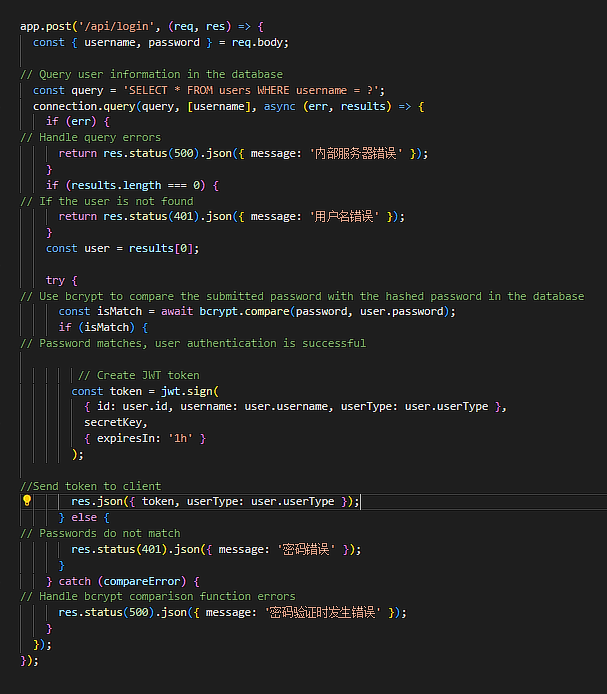 app.post('/api/login', (req, res) => {
const { username, password } = req.body;
// Query user information in the database
const query = 'SELECT * FROM users WHERE username = ?';
connection.query(query, [username], async (err, results) => {
if (err) {
// Handle query errors
return res.status(500).json({ message: '内部服务器错误' });
}
if (results.length === 0) {
// If the user is not found
return res.status(401).json({ message: '用户名错误' });
}
const user = results[0];
try {
// Use bcrypt to compare the submitted password with the hashed password in the database
const isMatch = await bcrypt.compare(password, user.password);
if (isMatch) {
// Password matches, user authentication is successful
// Create JWT token
const token = jwt.sign(
{ id: user.id, username: user.username, userType: user.userType },
secretKey,
{ expiresIn: '1h' }
);
//Send token to client
res.json({ token, userType: user.userType });
} else {
// Passwords do not match
res.status(401).json({ message: '密码错误' });
}
} catch (compareError) {
// Handle bcrypt comparison function errors
res.status(500).json({ message: '密码验证时发生错误' });
}
});
});